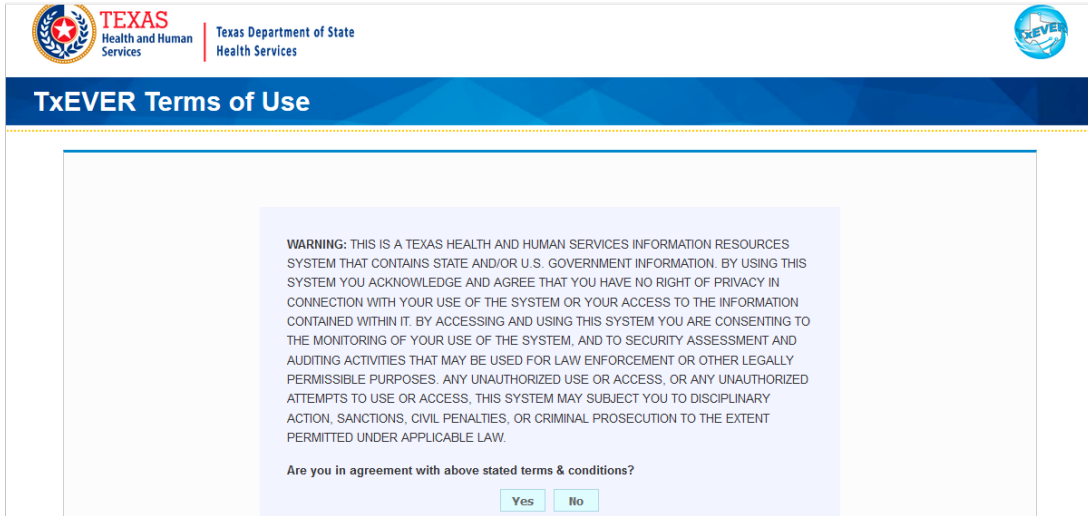 TEXAS
Health and Human
Services
Texas Department of State
Health Services
TxEVER
TxEVER Terms of Use
WARNING: THIS IS A TEXAS HEALTH AND HUMAN SERVICES INFORMATION RESOURCES
SYSTEM THAT CONTAINS STATE AND/OR U.S. GOVERNMENT INFORMATION. BY USING THIS
SYSTEM YOU ACKNOWLEDGE AND AGREE THAT YOU HAVE NO RIGHT OF PRIVACY IN
CONNECTION WITH YOUR USE OF THE SYSTEM OR YOUR ACCESS TO THE INFORMATION
CONTAINED WITHIN IT. BY ACCESSING AND USING THIS SYSTEM YOU ARE CONSENTING TO
THE MONITORING OF YOUR USE OF THE SYSTEM, AND TO SECURITY ASSESSMENT AND
AUDITING ACTIVITIES THAT MAY BE USED FOR LAW ENFORCEMENT OR OTHER LEGALLY
PERMISSIBLE PURPOSES. ANY UNAUTHORIZED USE OR ACCESS, OR ANY UNAUTHORIZED
ATTEMPTS TO USE OR ACCESS, THIS SYSTEM MAY SUBJECT YOU TO DISCIPLINARY
ACTION, SANCTIONS, CIVIL PENALTIES, OR CRIMINAL PROSECUTION TO THE EXTENT
PERMITTED UNDER APPLICABLE LAW.
Are you in agreement with above stated terms & conditions?
Yes No